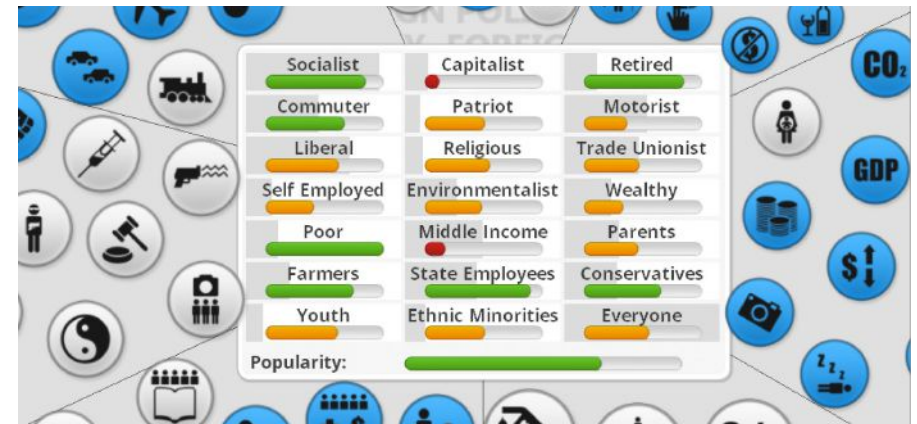 Socialist Capitalist Retired
Commuter Patriot Motorist
Liberal Religious Trade Unionist
Self Employed Environmentalist Wealthy
Poor Middle Income Parents
Farmers State Employees Conservatives
Youth Ethnic Minorities Everyone
Popularity:
CO₂
GDP
$
z z z
$